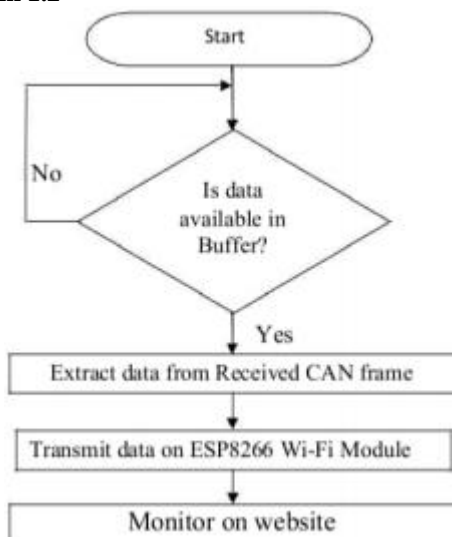 Start
No
Is data
available in
Buffer?
Yes
Extract data from Received CAN frame
Transmit data on ESP8266 Wi-Fi Module
Monitor on website